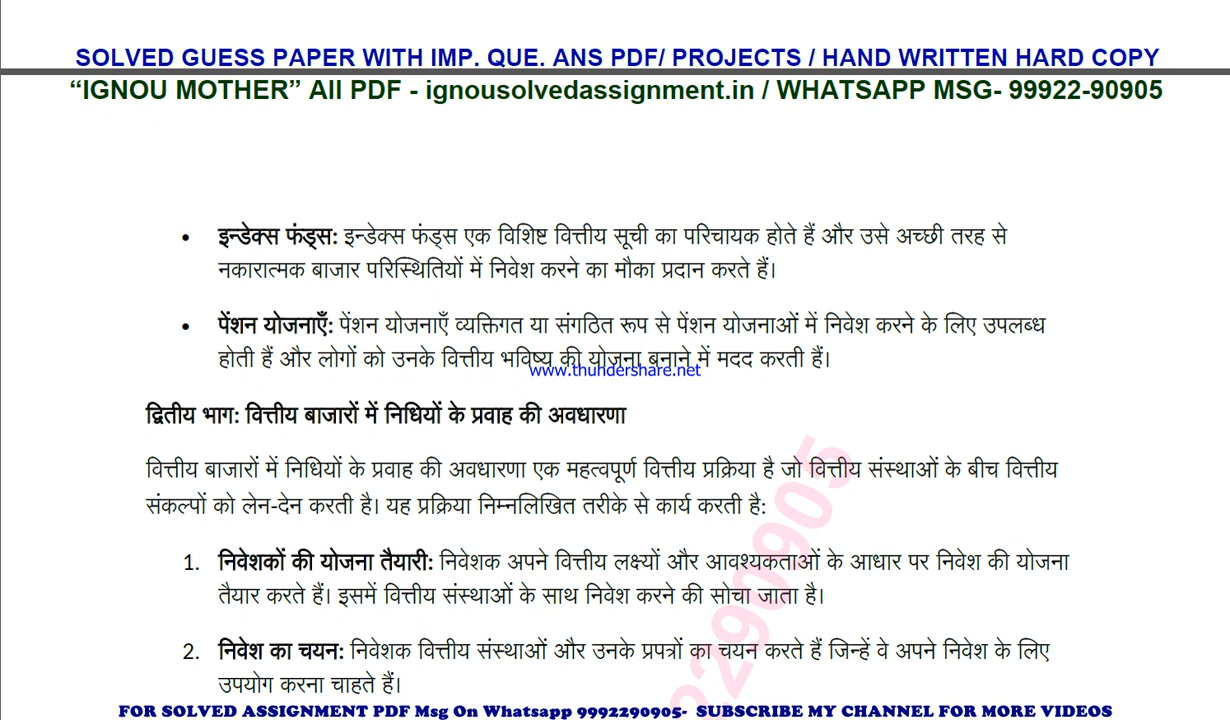 SOLVED GUESS PAPER WITH IMP. QUE. ANS PDF/ PROJECTS / HAND WRITTEN HARD COPY
“IGNOU MOTHER” All PDF - ignousolvedassignment.in / WHATSAPP MSG- 99922-90905
• इन्डेक्स फंड्स: इन्डेक्स फंड्स एक विशिष्ट वित्तीय सूची का परिचायक होते हैं और उसे अच्छी तरह से
नकारात्मक बाजार परिस्थितियों में निवेश करने का मौका प्रदान करते हैं।
• पेंशन योजनाएँ: पेंशन योजनाएँ व्यक्तिगत या संगठित रूप से पेंशन योजनाओं में निवेश करने के लिए उपलब्ध
होती हैं और लोगों को उनके वित्तीय भविष्य की योजना बनाने में मदद करती हैं।
www.thundershare.net
द्वितीय भाग: वित्तीय बाजारों में निधियों के प्रवाह की अवधारणा
वित्तीय बाजारों में निधियों के प्रवाह की अवधारणा एक महत्वपूर्ण वित्तीय प्रक्रिया है जो वित्तीय संस्थाओं के बीच वित्तीय
संकल्पों को लेन-देन करती है। यह प्रक्रिया निम्नलिखित तरीके से कार्य करती है:
1. निवेशकों की योजना तैयारी: निवेशक अपने वित्तीय लक्ष्यों और आवश्यकताओं के आधार पर निवेश की योजना
तैयार करते हैं। इसमें वित्तीय संस्थाओं के साथ निवेश करने की सोचा जाता है।
2. निवेश का चयन: निवेशक वित्तीय संस्थाओं और उनके प्रपत्रों का चयन करते हैं जिन्हें वे अपने निवेश के लिए
उपयोग करना चाहते हैं।
2290905
FOR SOLVED ASSIGNMENT PDF Msg On Whatsapp 9992290905- SUBSCRIBE MY CHANNEL FOR MORE VIDEOS